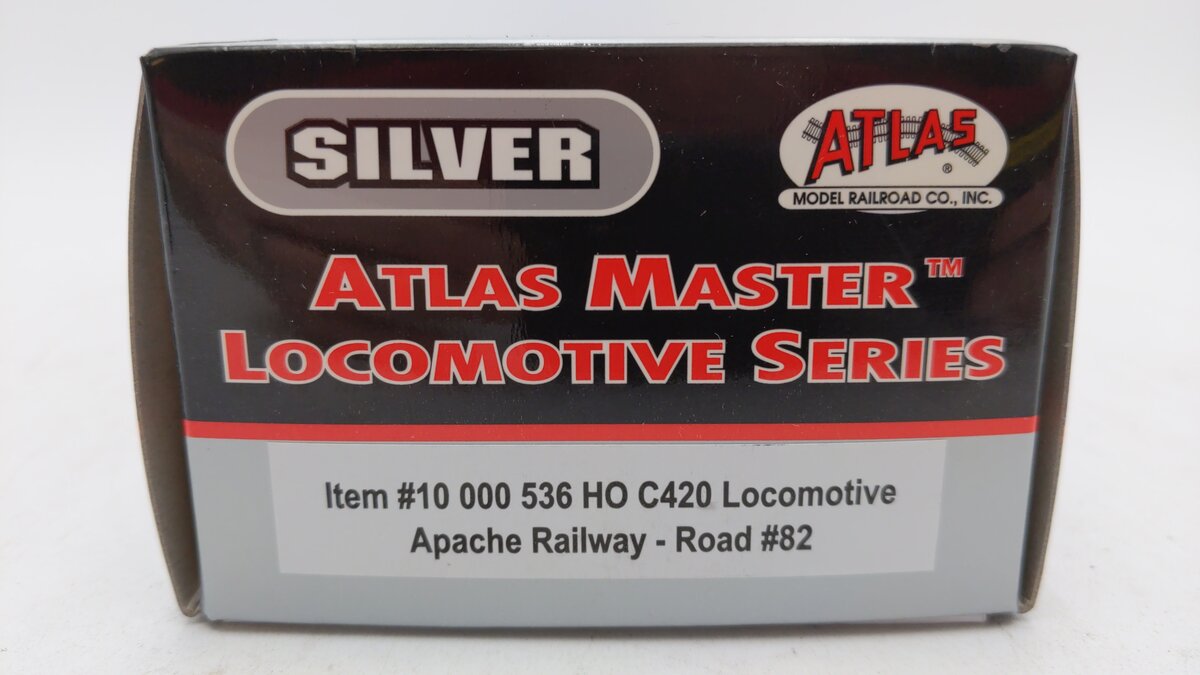 SILVER
ATLAS
®
MODEL RAILROAD CO., INC.
ATLAS MASTER™
LOCOMOTIVE SERIES
Item #10 000 536 HO C420 Locomotive
Apache Railway - Road #82